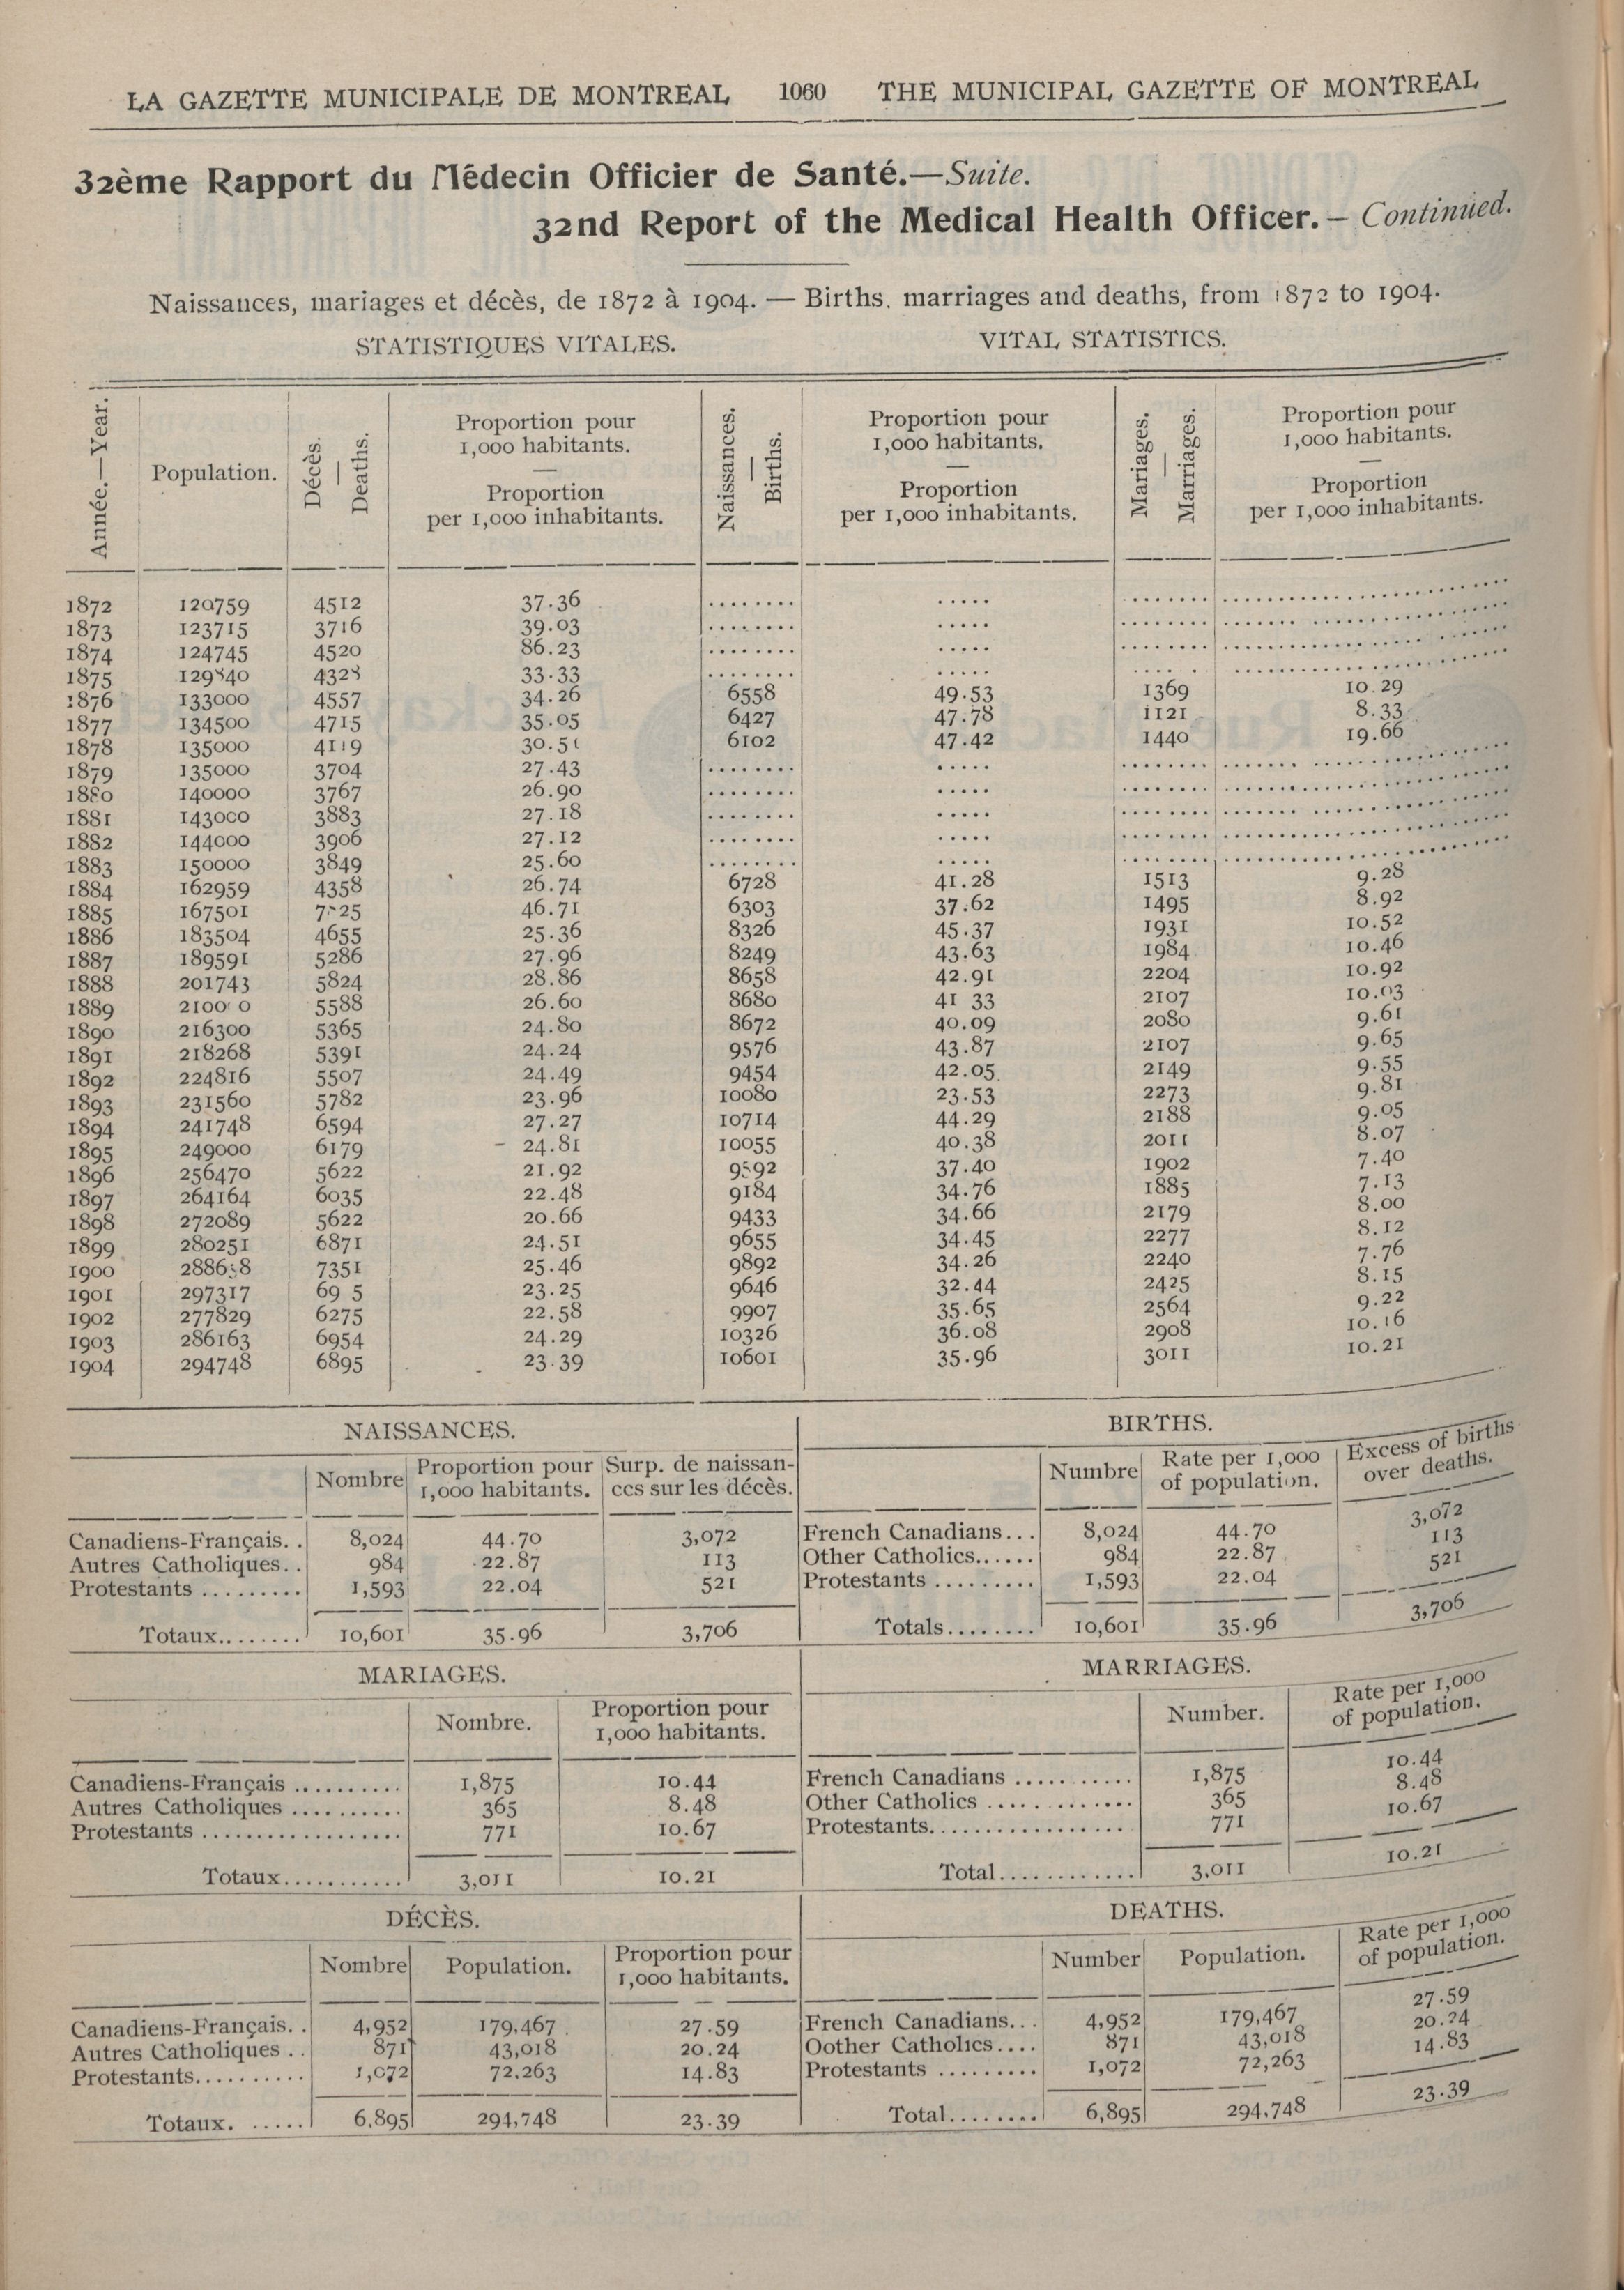 LA GAZETTE MUNICIPALE DE MONTREAL 1060 THE MUNICIPAL GAZETTE OF MONTREAL
32ème Rapport du Médecin Officier de Santé.—Suite.
32nd Report of the Medical Health Officer.—Continued.
Naissances, mariages et décès, de 1872 à 1904. — Births. marriages and deaths, from 1872 to 1904.
STATISTIQUES VITALES. VITAL STATISTICS.
Année.—Year. Population. Décès. — Deaths. Proportion pour 1,000 habitants. — Proportion per 1,000 inhabitants. Naissances. — Births. Proportion pour 1,000 habitants. — Proportion per 1,000 inhabitants. Mariages. — Marriages. Proportion pour 1,000 habitants. — Proportion per 1,000 inhabitants.
1872 120759 4512 37.36 ........ ..... ........ ........
1873 123715 3716 39.03 ........ ..... ........ ........
1874 124745 4520 86.23 ........ ..... ........ ........
1875 129840 4328 33.33 ........ ..... ........ ........
1876 133000 4557 34.26 6558 49.53 1369 10.29
1877 134500 4715 35.05 6427 47.78 1121 8.33
1878 135000 4119 30.51 6102 47.42 1440 19.66
1879 135000 3704 27.43 ........ ..... ........ ........
1880 140000 3767 26.90 ........ ..... ........ ........
1881 143000 3883 27.18 ........ ..... ........ ........
1882 144000 3906 27.12 ........ ..... ........ ........
1883 150000 3849 25.60 ........ ..... ........ ........
1884 162959 4358 26.74 6728 41.28 1513 9.28
1885 167501 46.71 6303 37.62 1495 8.92
1886 183504 4655 25.36 8326 45.37 1931 10.52
1887 189591 5286 27.96 8249 43.63 1984 10.46
1888 201743 5824 28.86 8658 42.91 2204 10.92
1889 2100 0 5588 26.60 8680 41 33 2107 10.03
1890 216300 5365 24.80 8672 40.09 2080 9.61
1891 218268 5391 24.24 9576 43.87 2107 9.65
1892 224816 5507 24.49 9454 42.05 2149 9.55
1893 231560 5782 23.96 10080 23.53 2273 9.81
1894 241748 6594 27.27 10714 44.29 2188 9.05
1895 249000 6179 24.81 10055 40.38 2011 8.07
1896 256470 5622 21.92 9592 37.40 1902 7.40
1897 264164 6035 22.48 9184 34.76 1885 7.13
1898 272089 5622 20.66 9433 34.66 2179 8.00
1899 280251 6871 24.51 9655 34.45 2277 8.12
1900 7351 25.46 9892 34.26 2240 7.76
1901 297317 69 5 23.25 9646 32.44 2425 8.15
1902 277829 6275 22.58 9907 35.65 2564 9.22
1903 286163 6954 24.29 10326 36.08 2908 10.16
1904 294748 6895 23.39 10601 35.96 3011 10.21
NAISSANCES. BIRTHS.
Nombre Proportion pour 1,000 habitants. Surp. de naissan-ccs sur les décès. Numbre Rate per 1,000 of population. Excess of births over deaths.
Canadiens-Français.. 8,024 44.70 3,072 French Canadians... 8,024 44.70 3,072
Autres Catholiques.. 984 22.87 113 Other Catholics...... 984 22.87 113
Protestants ......... 1,593 22.04 521 Protestants ......... 1,593 22.04 521
Totaux........ 10,601 35.96 3,706 Totals........ 10,601 35.96 3,706
MARIAGES. MARRIAGES.
Nombre. Proportion pour 1,000 habitants. Number. Rate per 1,000 of population.
Canadiens-Français .......... 1,875 10.44 French Canadians ........... 1,875 10.44
Autres Catholiques .......... 365 8.48 Other Catholics ............. 365 8.48
Protestants .................. 771 10.67 Protestants.................. 771 10.67
Totaux........... 3,011 10.21 Total............. 3,011 10.21
DÉCÈS. DEATHS.
Nombre Population. Proportion pour 1,000 habitants. Number Population. Rate per 1,000 of population.
Canadiens-Français.. 4,952 179,467 27.59 French Canadians... 4,952 179,467 27.59
Autres Catholiques .. 871 43,018 20.24 Oother Catholics.... 871 43,018 20.24
Protestants.......... 1,072 72.263 14.83 Protestants ......... 1,072 72,263 14.83
Totaux. ..... 6,895 294,748 23.39 Total........ 6,895 294,748 23.39